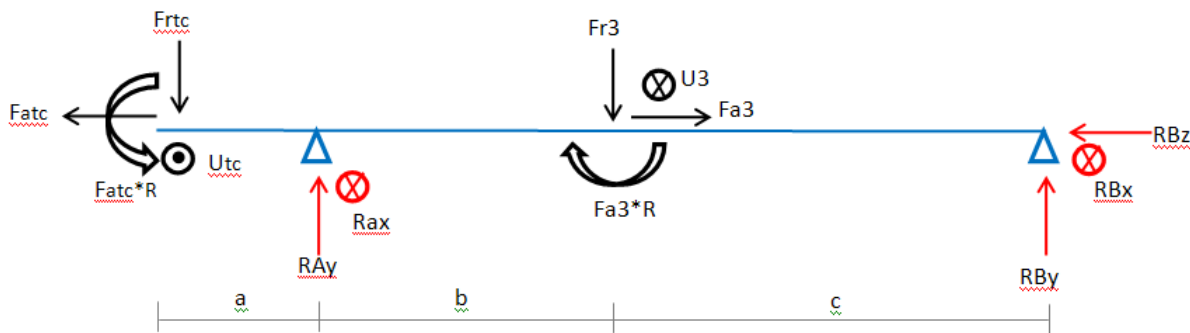 Frtc
Fr3
U3
Fatc
Fa3
RBz
Utc
Fatc*R
Rax
Fa3*R
RBx
RAy
RBy
a
b
c